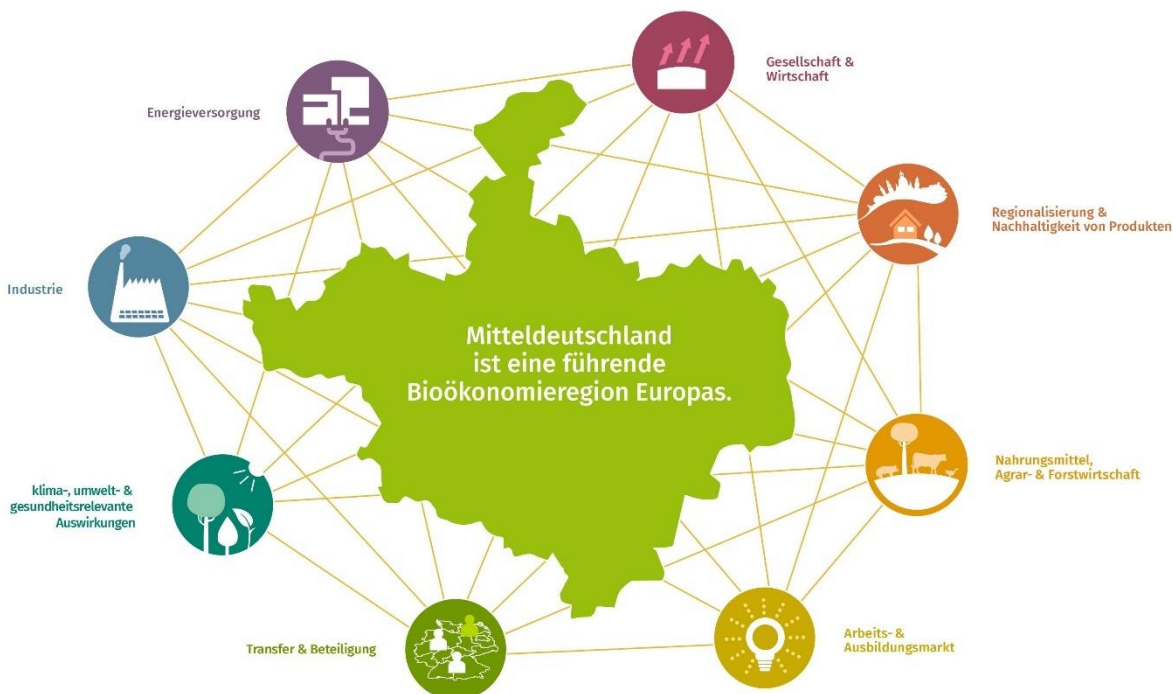 Gesellschaft &
Wirtschaft
Energieversorgung
Regionalisierung &
Nachhaltigkeit von Produkten
Industrie
Mitteldeutschland
ist eine führende
Bioökonomieregion Europas.
Nahrungsmittel,
Agrar- & Forstwirtschaft
klima-, umwelt- &
gesundheitsrelevante
Auswirkungen
Transfer & Beteiligung
Arbeits- &
Ausbildungsmarkt